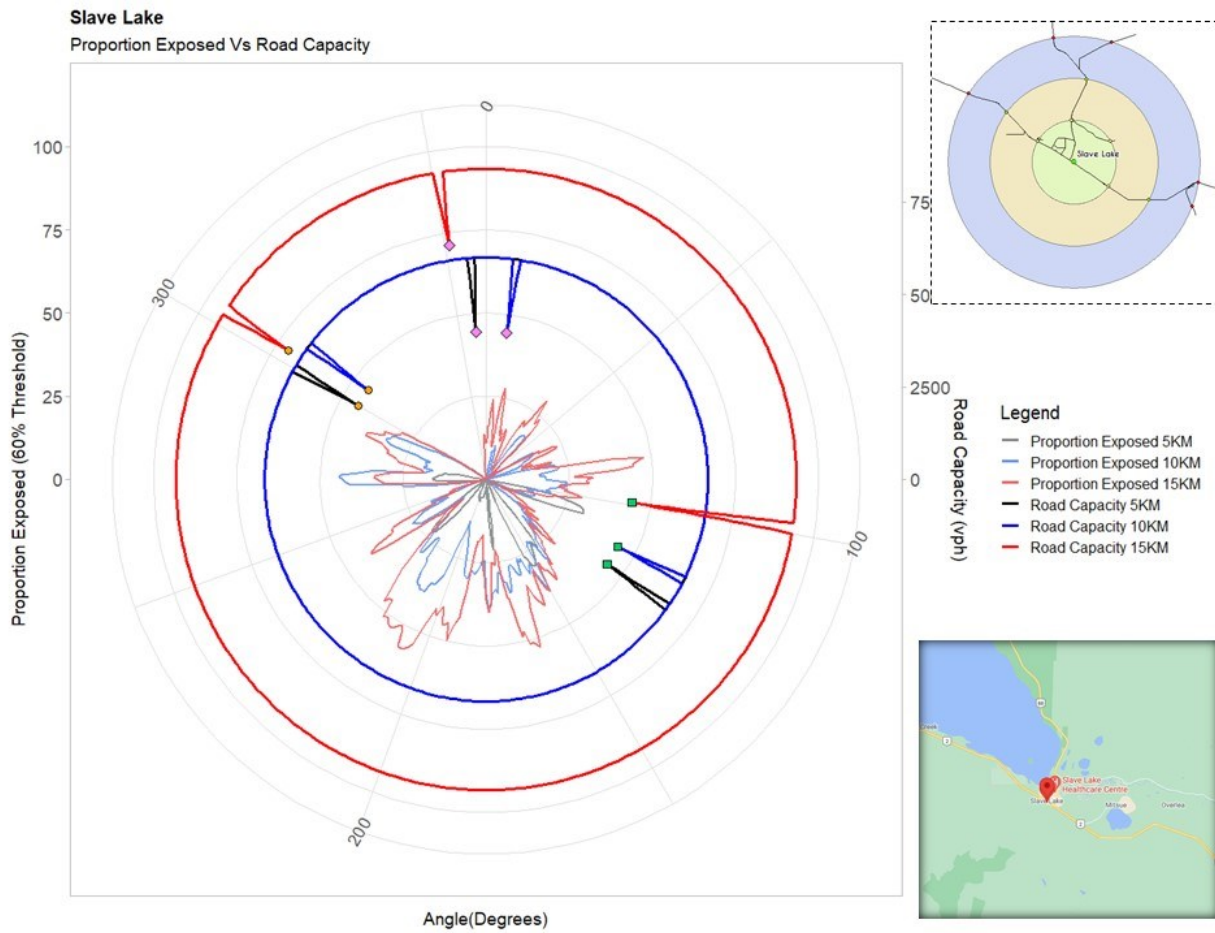 Slave Lake
Proportion Exposed Vs Road Capacity
Proportion Exposed (60% Threshold)
100
75
50
25
0
0
100
200
300
75
50
2500
0
Road Capacity (vph)
Angle(Degrees)
Slave Lake
Legend
Proportion Exposed 5KM
Proportion Exposed 10KM
Proportion Exposed 15KM
Road Capacity 5KM
Road Capacity 10KM
Road Capacity 15KM
88
2
Slave Lake
Healthcare Centre
Slave Lake
Mitsue
Overlea
2